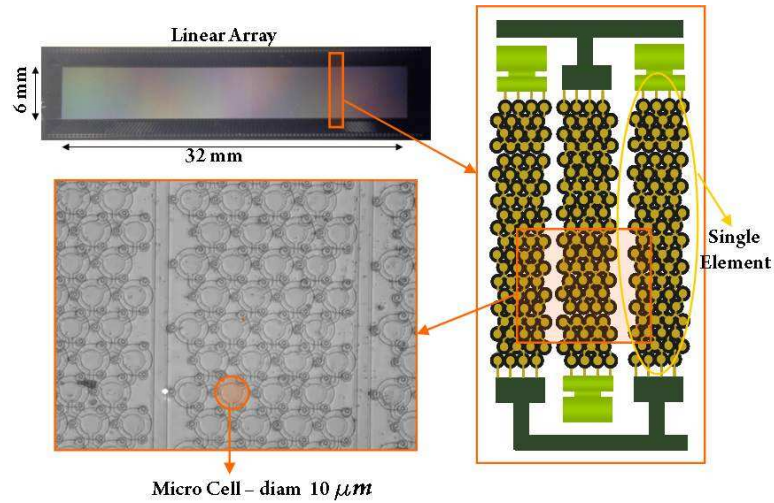 Linear Array
6 mm
32 mm
Single
Element
Micro Cell – diam 10 μm